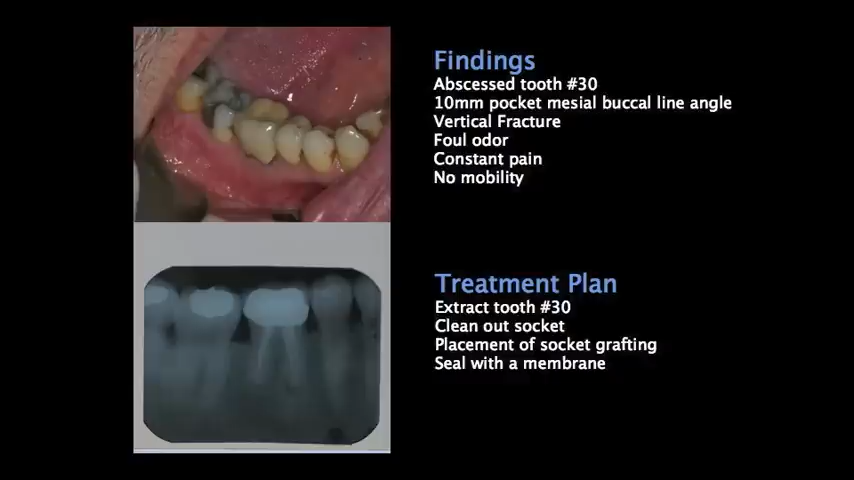 Findings
Abscessed tooth #30
10mm pocket mesial buccal line angle
Vertical Fracture
Foul odor
Constant pain
No mobility
Treatment Plan
Extract tooth #30
Clean out socket
Placement of socket grafting
Seal with a membrane